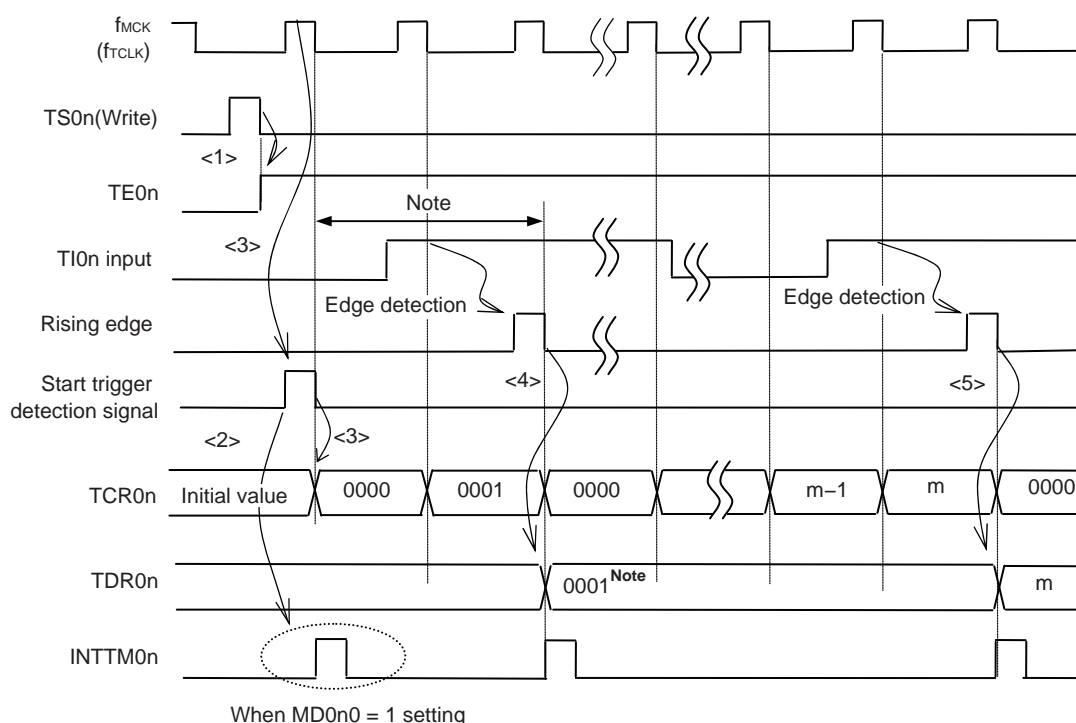 fMCK
(fTCLK)
TS0n(Write)
<1>
TE0n
Note
<3>
TI0n input
Edge detection
Edge detection
Rising edge
<4>
<5>
Start trigger
detection signal
<2>
<3>
TCR0n
Initial value
0000
0001
0000
m−1
m
0000
TDR0n
0001Note
m
INTTM0n
When MD0n0 = 1 setting